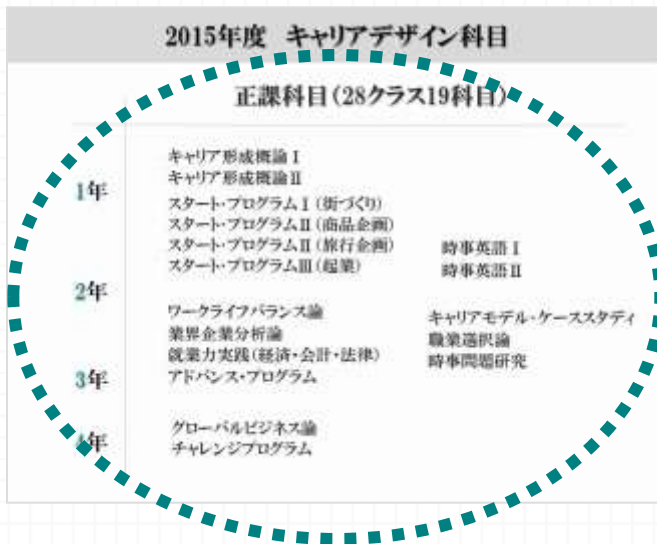 2015年度 キャリアデザイン科目
正課科目(28クラス19科目)
1年
キャリア形成概論Ⅰ
キャリア形成概論Ⅱ
スタート・プログラムⅠ(街づくり)
スタート・プログラムⅡ(商品企画)
スタート・プログラムⅡ(旅行企画)
スタート・プログラムⅢ(起業)
時事英語Ⅰ
時事英語Ⅱ
2年
ワークライフバランス論
業界企業分析論
就業力実践(経済・会計・法律)
アドバンス・プログラム
キャリアモデル・ケーススタディ
職業選択論
時事問題研究
3年
4年
グローバルビジネス論
チャレンジプログラム